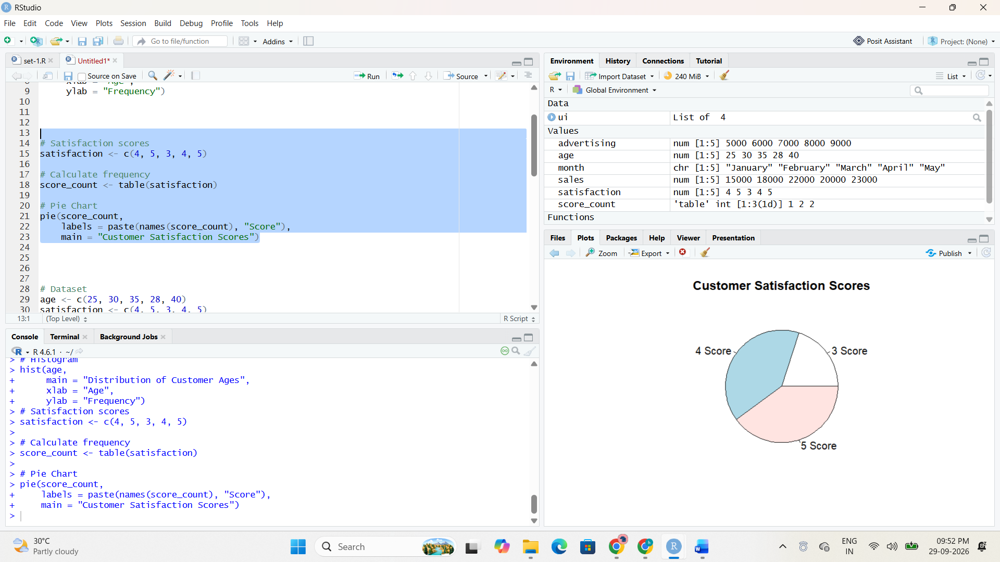 RStudio
File Edit Code View Plots Session Build Debug Profile Tools Help
Go to file/function Addins Posit Assistant Project: (None)
set-1.R Untitled1*
Source on Save Run Source
xlab = "Age",
9 ylab = "Frequency")
10
11
12
13
14 # Satisfaction scores
15 satisfaction <- c(4, 5, 3, 4, 5)
16
17 # Calculate frequency
18 score_count <- table(satisfaction)
19
20 # Pie Chart
21 pie(score_count,
22 labels = paste(names(score_count), "Score"),
23 main = "Customer Satisfaction Scores")
24
25
26
27
28 # Dataset
29 age <- c(25, 30, 35, 28, 40)
30 satisfaction <- c(4, 5, 3, 4, 5)
13:1 (Top Level) R Script
Console Terminal Background Jobs
R 4.6.1 · ~/
> # Histogram
> hist(age,
+ main = "Distribution of Customer Ages",
+ xlab = "Age",
+ ylab = "Frequency")
> # Satisfaction scores
> satisfaction <- c(4, 5, 3, 4, 5)
>
> # Calculate frequency
> score_count <- table(satisfaction)
>
> # Pie Chart
> pie(score_count,
+ labels = paste(names(score_count), "Score"),
+ main = "Customer Satisfaction Scores")
>
Environment History Connections Tutorial
Import Dataset 240 MiB List
R Global Environment
Data
ui List of 4
Values
advertising num [1:5] 5000 6000 7000 8000 9000
age num [1:5] 25 30 35 28 40
month chr [1:5] "January" "February" "March" "April" "May"
sales num [1:5] 15000 18000 22000 20000 23000
satisfaction num [1:5] 4 5 3 4 5
score_count 'table' int [1:3(1d)] 1 2 2
Functions
Files Plots Packages Help Viewer Presentation
Zoom Export Publish
Customer Satisfaction Scores
4 Score
3 Score
5 Score
30°C
Partly cloudy
Search
ENG
IN
09:52 PM
29-09-2026